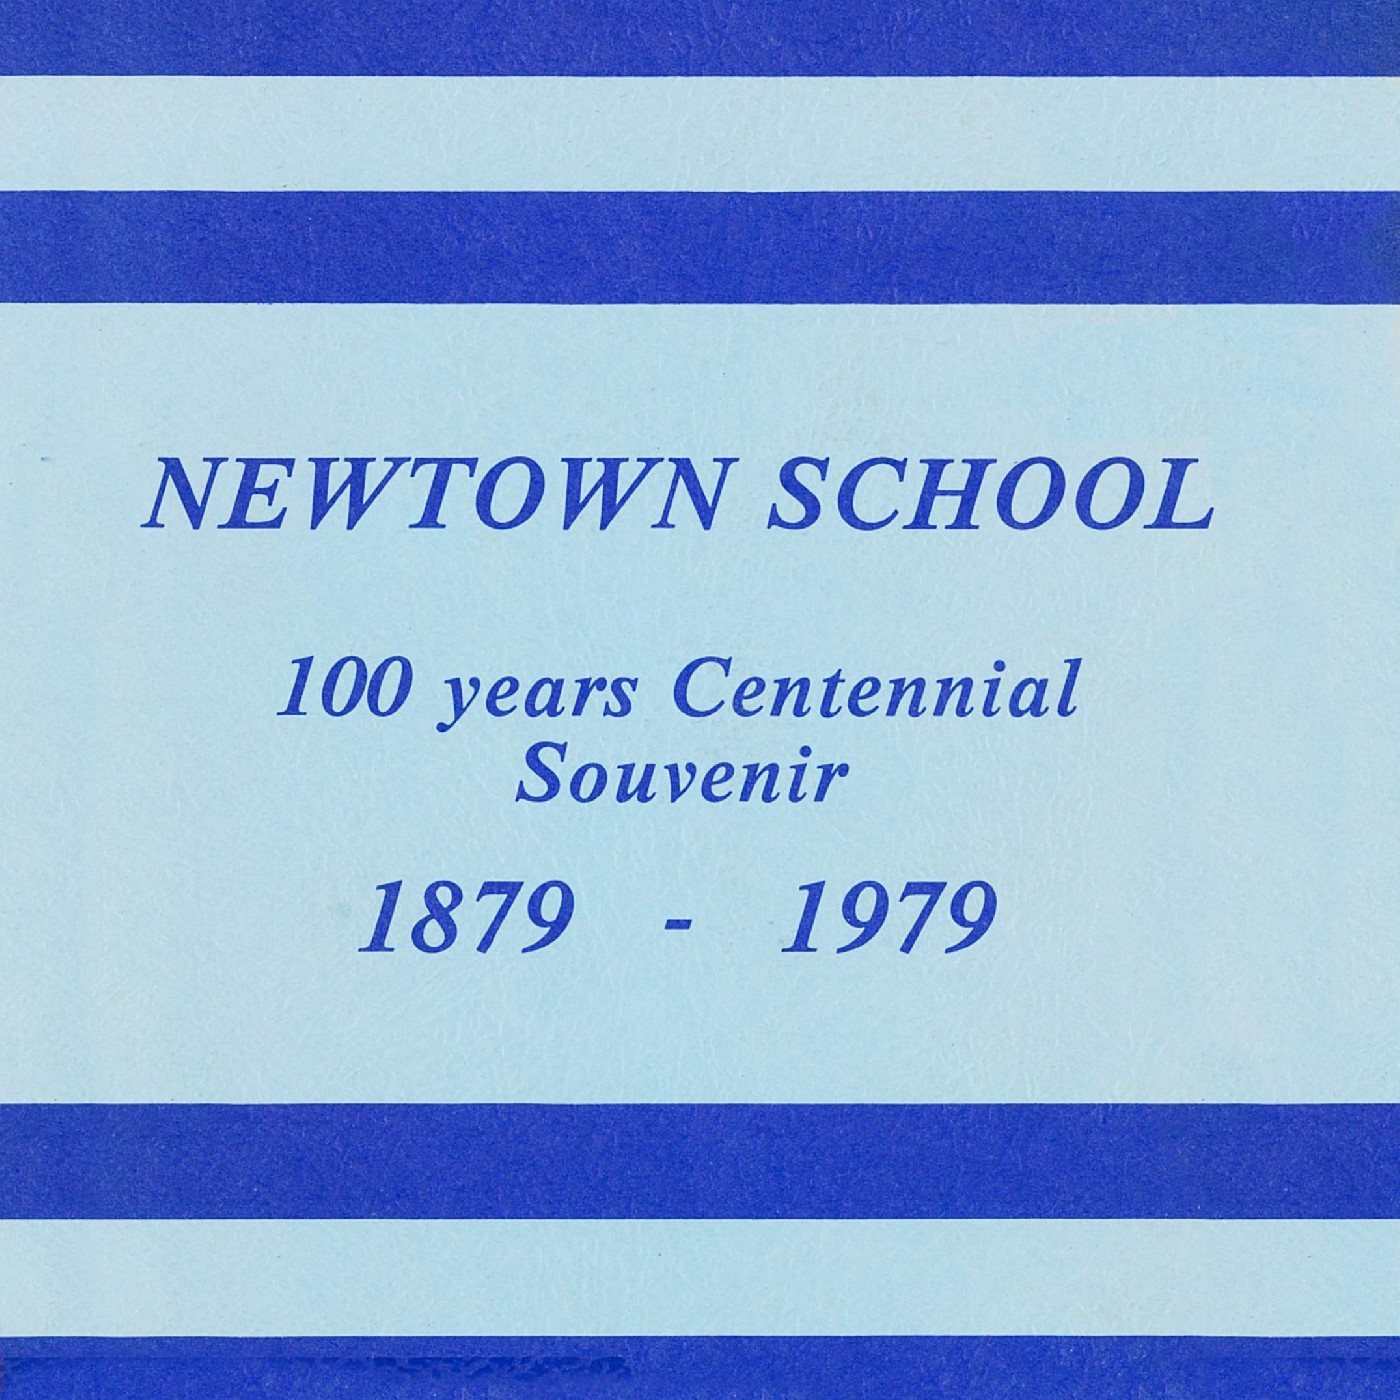 NEWTOWN SCHOOL
100 years Centennial
Souvenir
1879 - 1979